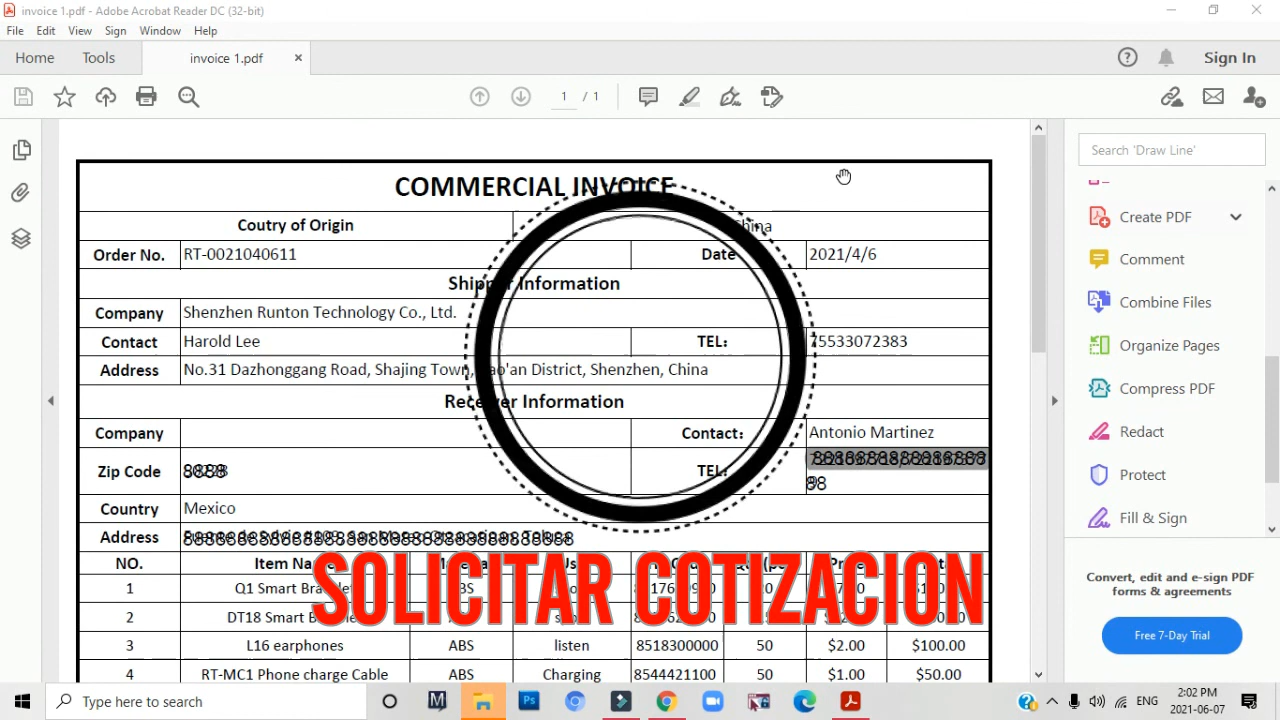 invoice 1.pdf - Adobe Acrobat Reader DC (32-bit)
File Edit View Sign Window Help
Home Tools invoice 1.pdf × Sign In
1 / 1
Search 'Draw Line'
Create PDF
Comment
Combine Files
Organize Pages
Compress PDF
Redact
Protect
Fill & Sign
Convert, edit and e-sign PDF
forms & agreements
Free 7-Day Trial
COMMERCIAL INVOICE
Coutry of Origin China
Order No. RT-0021040611 Date 2021/4/6
Shipper Information
Company Shenzhen Runton Technology Co., Ltd.
Contact Harold Lee TEL: 75533072383
Address No.31 Dazhonggang Road, Shajing Town, Bao'an District, Shenzhen, China
Receiver Information
Company Contact: Antonio Martinez
Zip Code TEL:
Country Mexico
Address
NO. Item
SOLICITAR COTIZACION
1 Q1 Smart
2 DT18 Smart
3 L16 earphones ABS listen 8518300000 50 $2.00 $100.00
4 RT-MC1 Phone charge Cable ABS Charging 8544421100 50 $1.00 $50.00
Type here to search
ENG
2:02 PM
2021-06-07